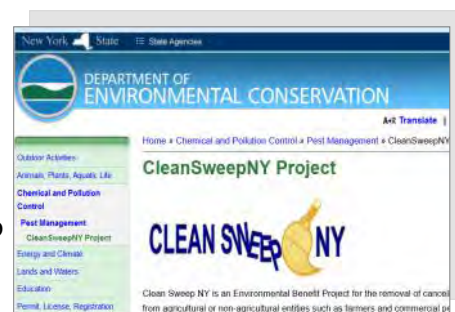 New York State State Agencies
DEPARTMENT OF
ENVIRONMENTAL CONSERVATION
Translate |
Home » Chemical and Pollution Control » Pest Management » CleanSweepNY
CleanSweepNY Project
Outdoor Activities
Animals, Plants, Aquatic Life
Chemical and Pollution
Control
Pest Management
CleanSweepNY Project
Energy and Climate
Lands and Waters
Education
Permit, License, Registration
CLEAN SWEEP NY
Clean Sweep NY is an Environmental Benefit Project for the removal of
from agricultural or non-agricultural entities such as farmers and commercial